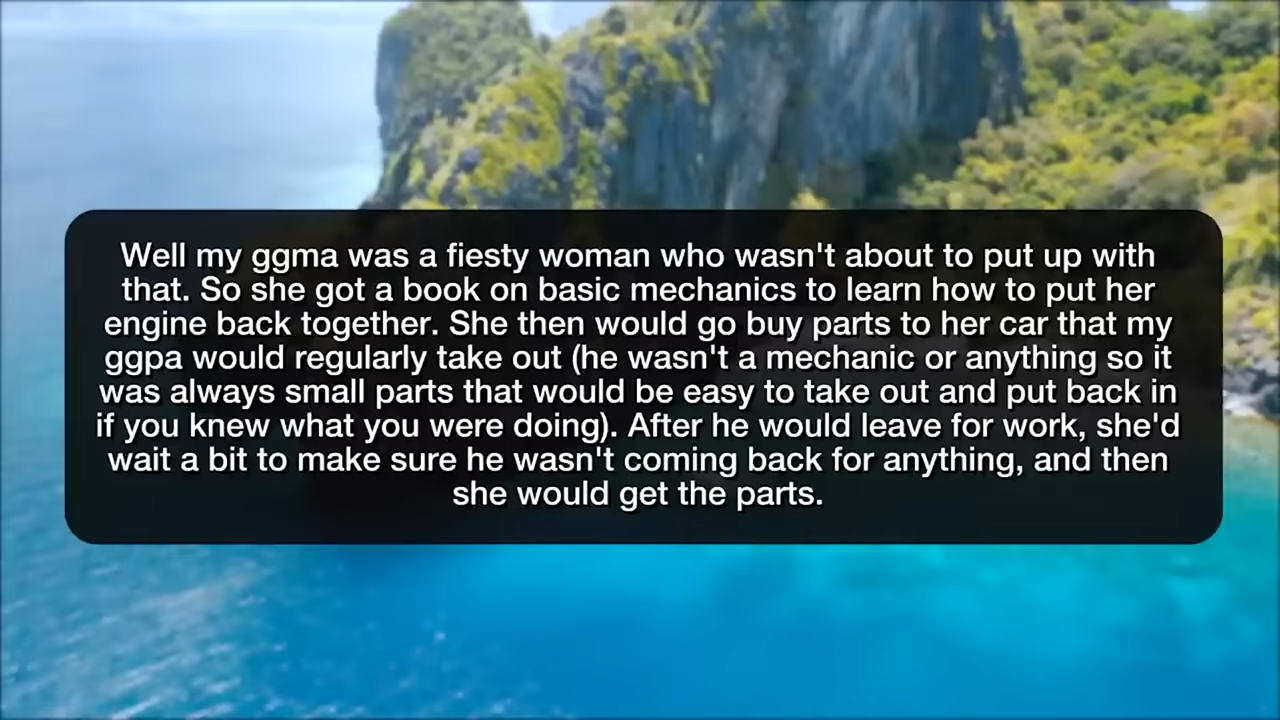 Well my ggma was a fiesty woman who wasn't about to put up with
that. So she got a book on basic mechanics to learn how to put her
engine back together. She then would go buy parts to her car that my
ggpa would regularly take out (he wasn't a mechanic or anything so it
was always small parts that would be easy to take out and put back in
if you knew what you were doing). After he would leave for work, she'd
wait a bit to make sure he wasn't coming back for anything, and then
she would get the parts.